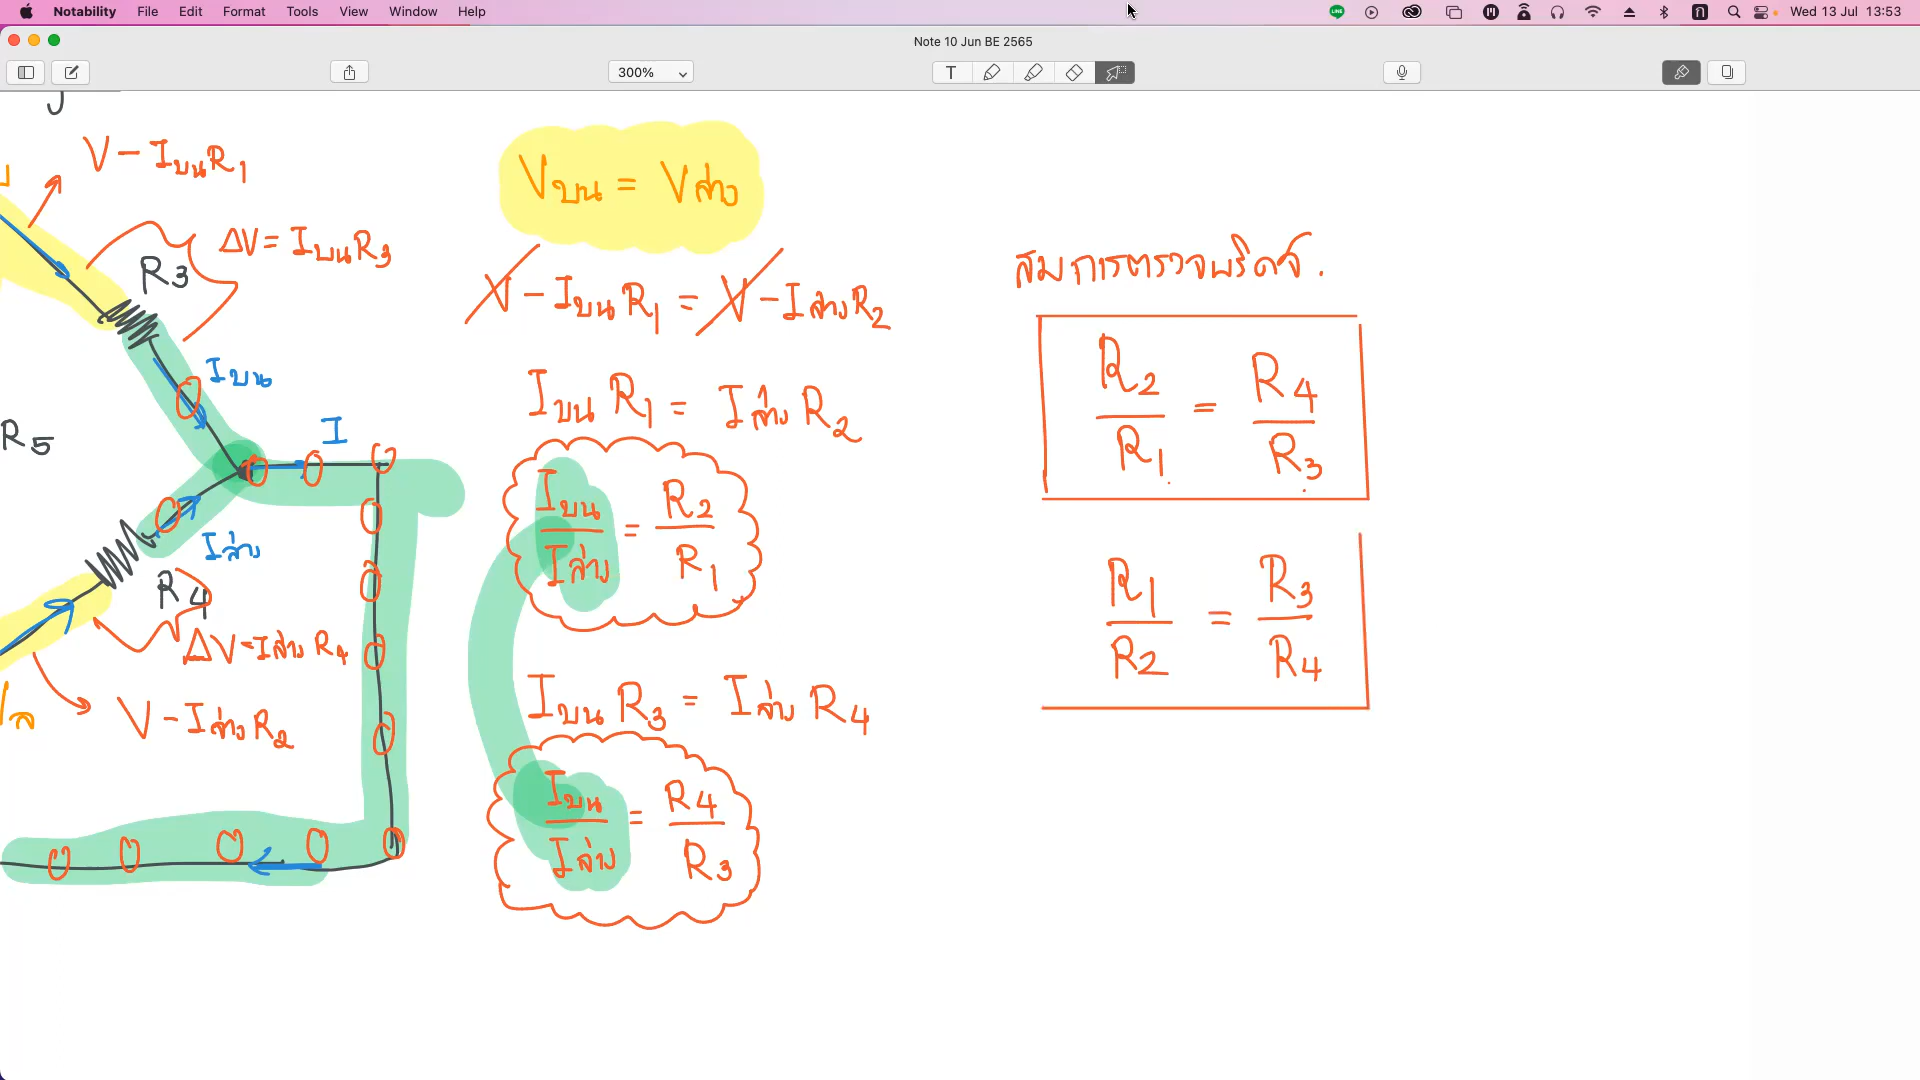 Notability File Edit Format Tools View Window Help
Wed 13 Jul 13:53
Note 10 Jun BE 2565
300%
T
V − Iบน R1
ΔV = Iบน R3
R3
Iบน
I
R5
Iล่าง
R4
ΔV = Iล่าง R4
V − Iล่าง R2
Vบน = Vล่าง
V − Iบน R1 = V − Iล่าง R2
Iบน R1 = Iล่าง R2
Iบน/Iล่าง = R2/R1
Iบน R3 = Iล่าง R4
Iบน/Iล่าง = R4/R3
สมการตรวจบริดจ์.
R2/R1 = R4/R3
R1/R2 = R3/R4